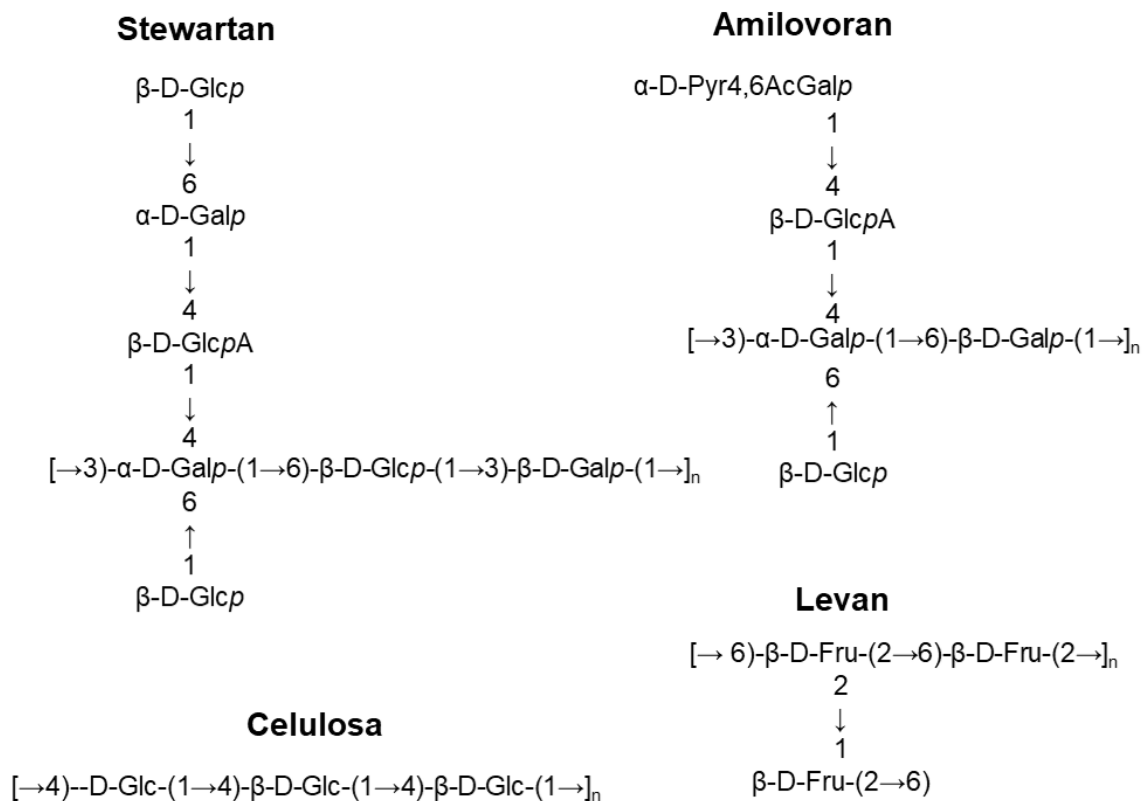 Stewartan
β-D-Glcp
1
↓
6
α-D-Galp
1
↓
4
β-D-GlcpA
1
↓
4
[→3)-α-D-Galp-(1→6)-β-D-Glcp-(1→3)-β-D-Galp-(1→]n
6
↑
1
β-D-Glcp
Amilovoran
α-D-Pyr4,6AcGalp
1
↓
4
β-D-GlcpA
1
↓
4
[→3)-α-D-Galp-(1→6)-β-D-Galp-(1→]n
6
↑
1
β-D-Glcp
Celulosa
[→4)--D-Glc-(1→4)-β-D-Glc-(1→4)-β-D-Glc-(1→]n
Levan
[→ 6)-β-D-Fru-(2→6)-β-D-Fru-(2→]n
2
↓
1
β-D-Fru-(2→6)